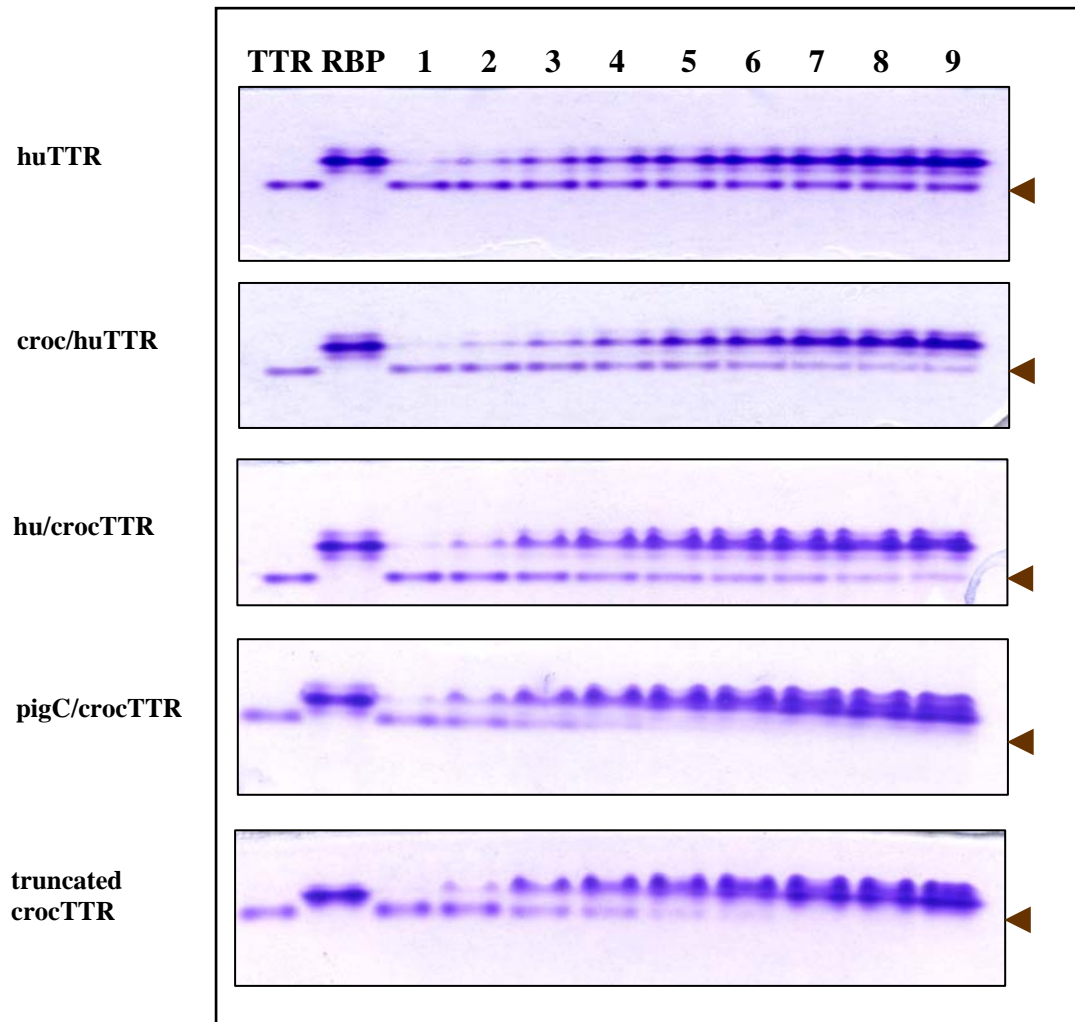 TTR RBP 1 2 3 4 5 6 7 8 9
huTTR
croc/huTTR
hu/crocTTR
pigC/crocTTR
truncated
crocTTR